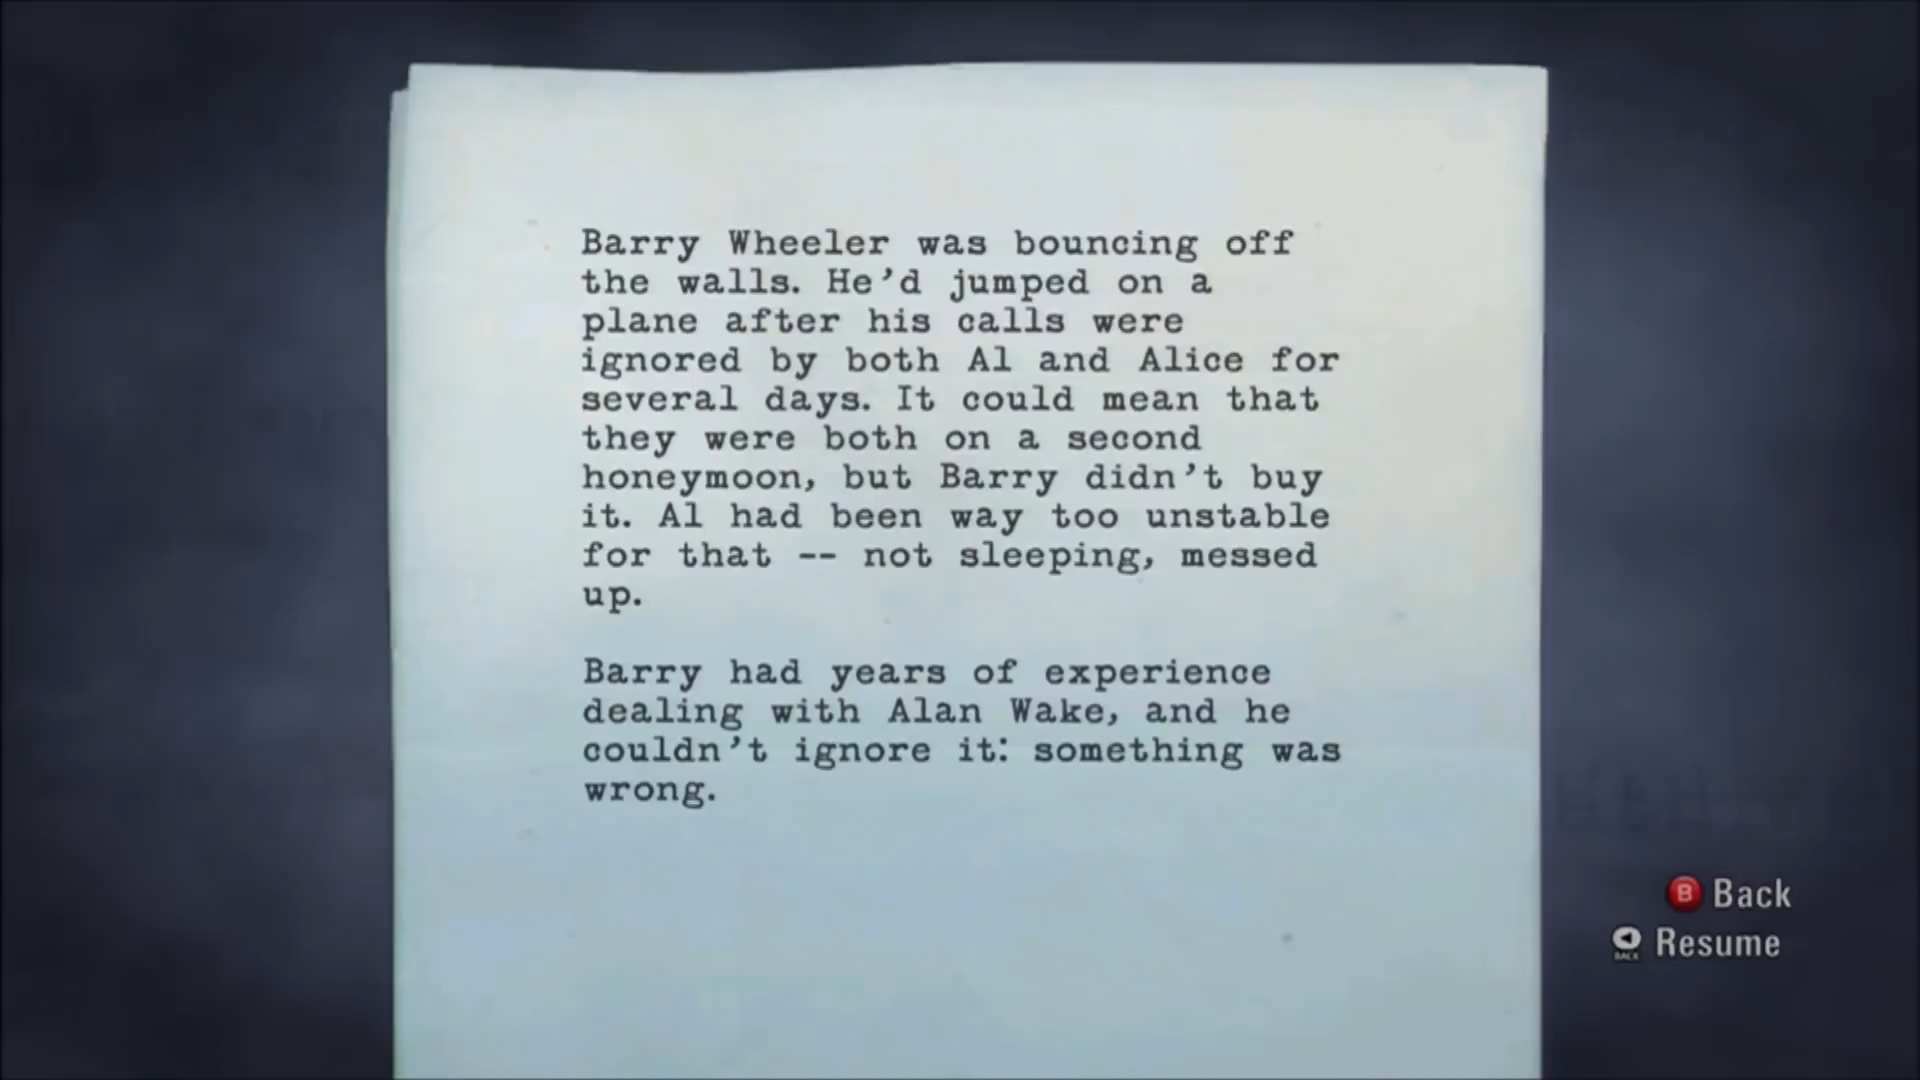 Barry Wheeler was bouncing off
the walls. He’d jumped on a
plane after his calls were
ignored by both Al and Alice for
several days. It could mean that
they were both on a second
honeymoon, but Barry didn’t buy
it. Al had been way too unstable
for that -- not sleeping, messed
up.
Barry had years of experience
dealing with Alan Wake, and he
couldn’t ignore it: something was
wrong.
B Back
BACK Resume